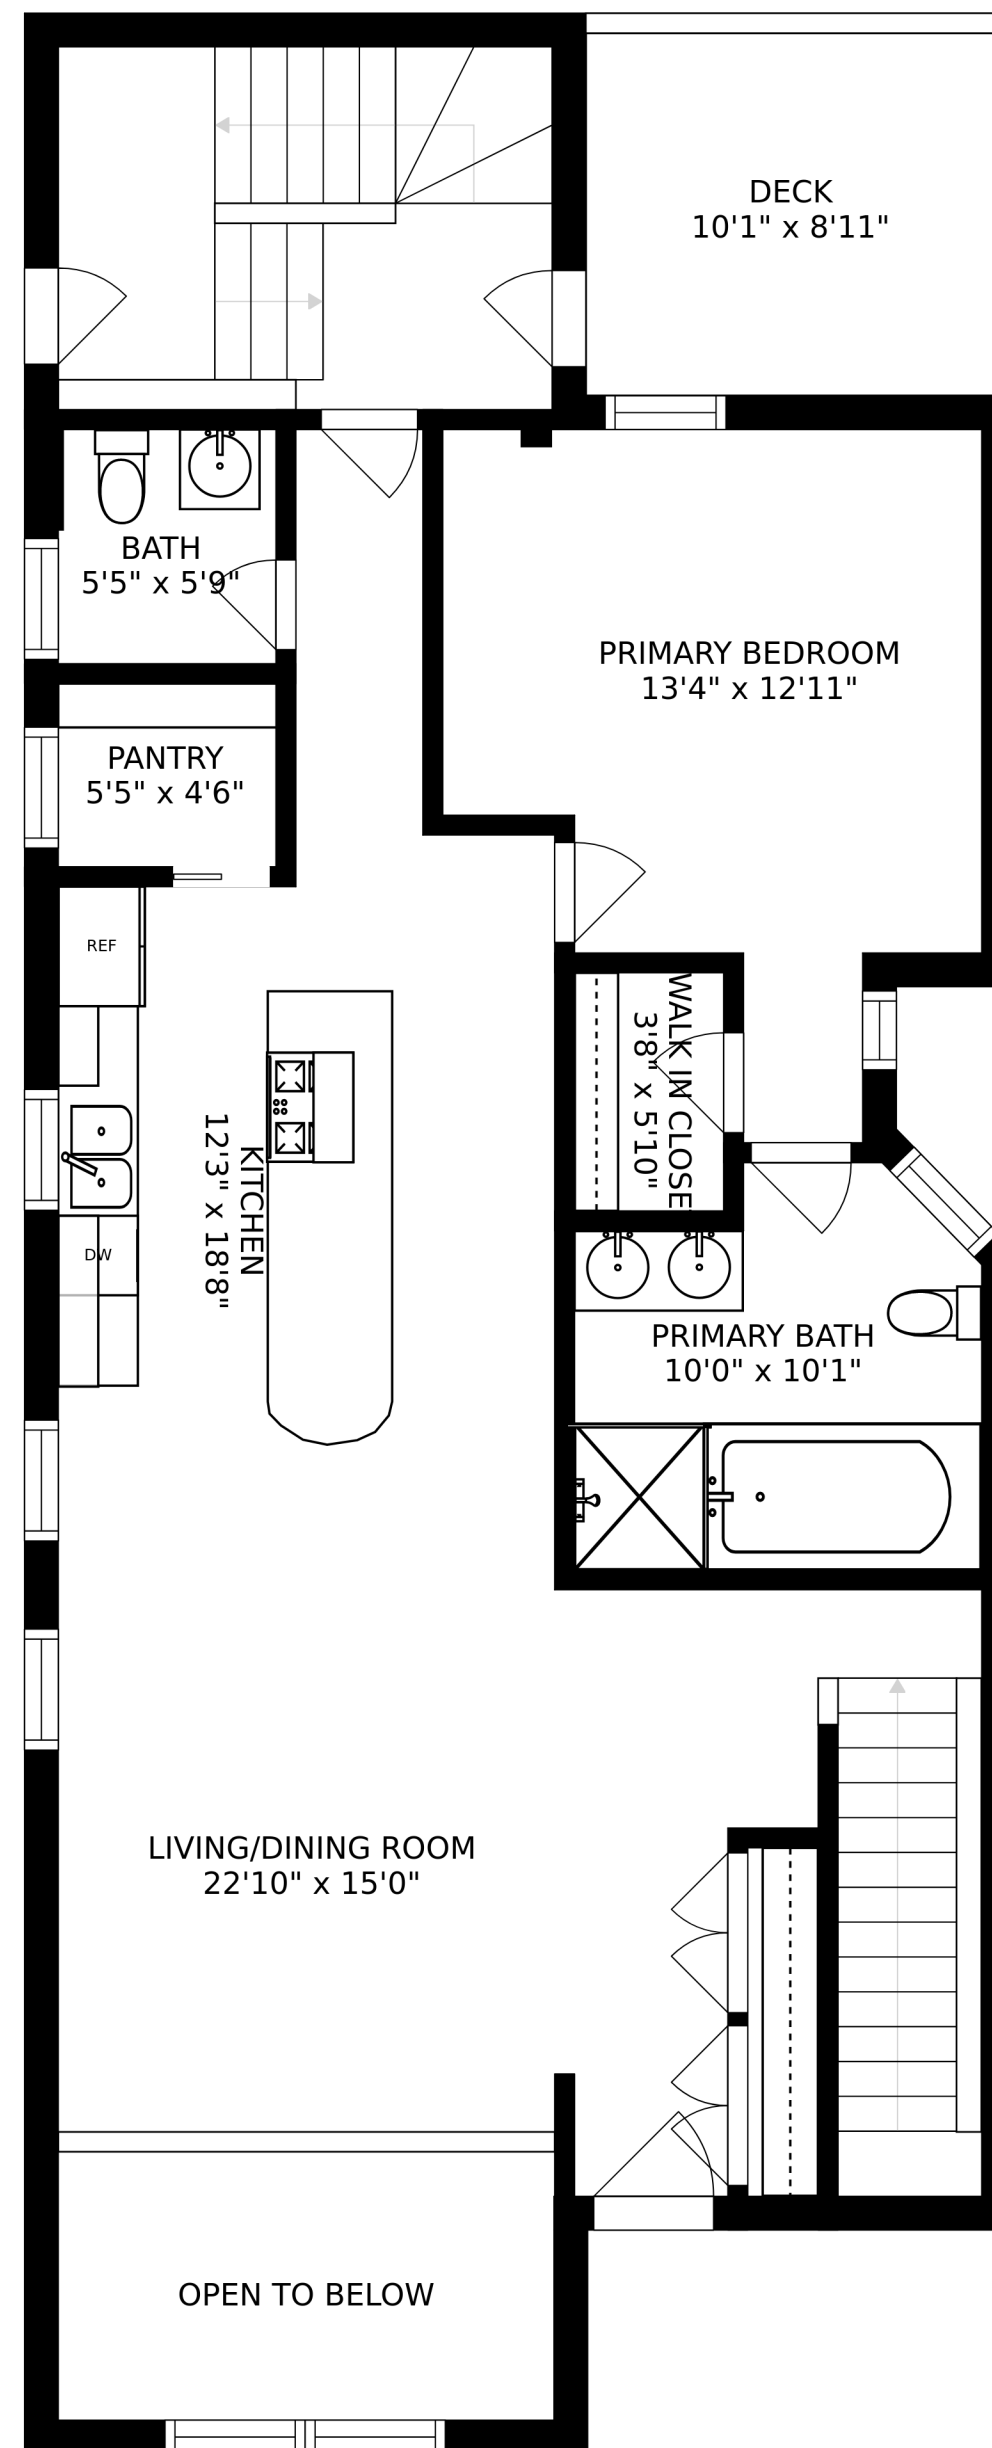 DECK
10'1" x 8'11"
BATH
5'5" x 5'9"
PRIMARY BEDROOM
13'4" x 12'11"
PANTRY
5'5" x 4'6"
REF
WALK IN CLOSE
3'8" x 5'10"
KITCHEN
12'3" x 18'8"
DW
PRIMARY BATH
10'0" x 10'1"
LIVING/DINING ROOM
22'10" x 15'0"
OPEN TO BELOW